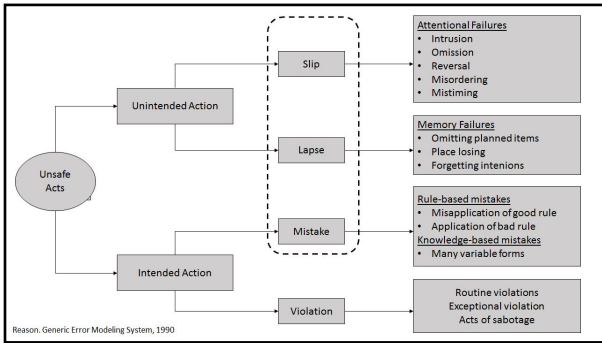 Unsafe
Acts
Unintended Action
Intended Action
Slip
Lapse
Mistake
Violation
Attentional Failures
• Intrusion
• Omission
• Reversal
• Misordering
• Mistiming
Memory Failures
• Omitting planned items
• Place losing
• Forgetting intenions
Rule-based mistakes
• Misapplication of good rule
• Application of bad rule
Knowledge-based mistakes
• Many variable forms
Routine violations
Exceptional violation
Acts of sabotage
Reason. Generic Error Modeling System, 1990